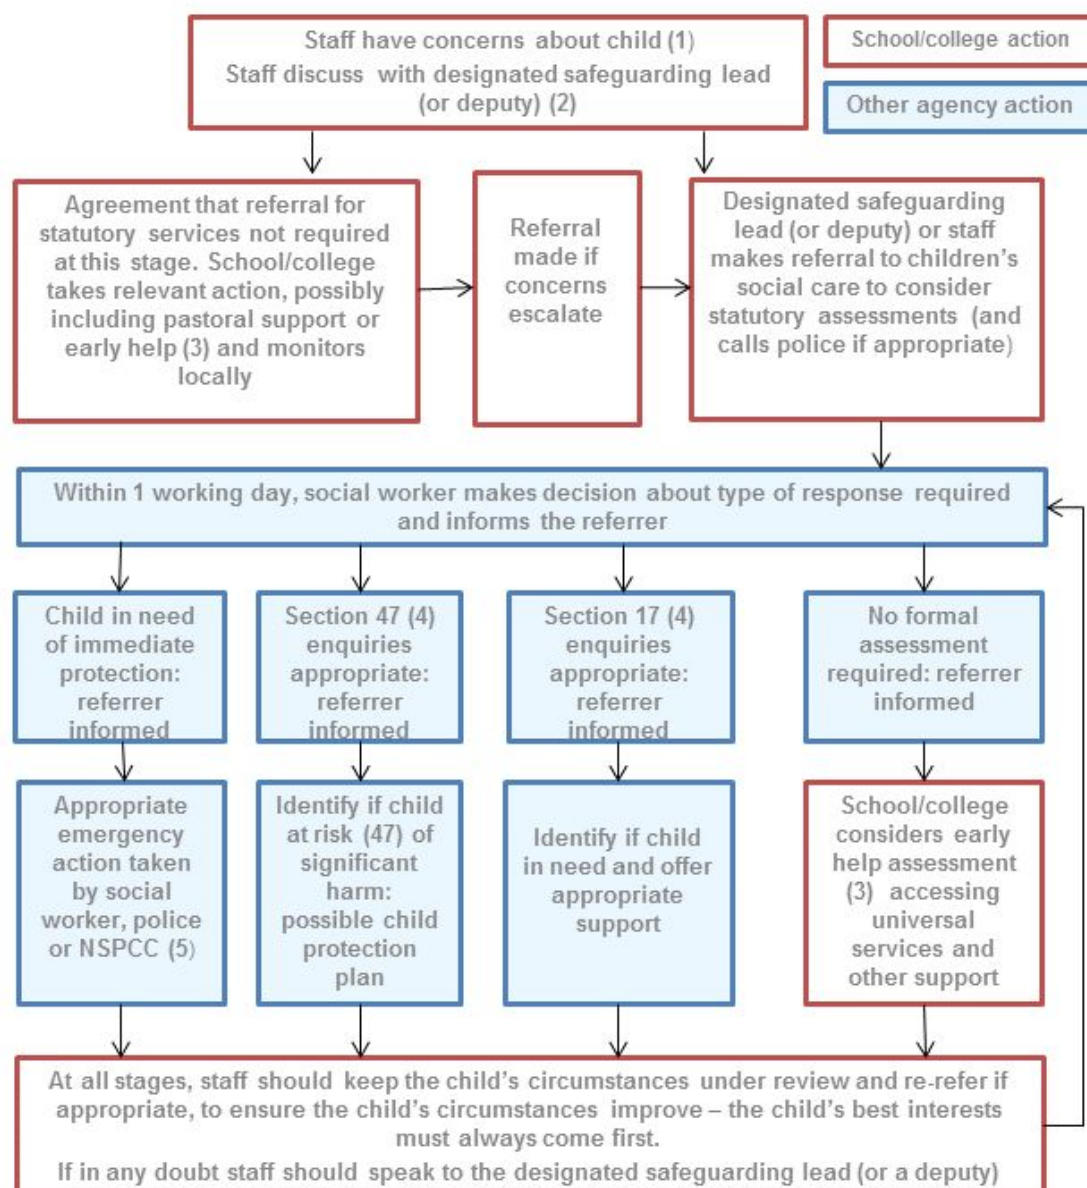 Staff have concerns about child (1)
Staff discuss with designated safeguarding lead
(or deputy) (2)
School/college action
Other agency action
Agreement that referral for
statutory services not required
at this stage. School/college
takes relevant action, possibly
including pastoral support or
early help (3) and monitors
locally
Referral
made if
concerns
escalate
Designated safeguarding
lead (or deputy) or staff
makes referral to children's
social care to consider
statutory assessments (and
calls police if appropriate)
Within 1 working day, social worker makes decision about type of response required
and informs the referrer
Child in need
of immediate
protection:
referrer
informed
Section 47 (4)
enquiries
appropriate:
referrer
informed
Section 17 (4)
enquiries
appropriate:
referrer
informed
No formal
assessment
required: referrer
informed
Appropriate
emergency
action taken
by social
worker, police
or NSPCC (5)
Identify if child
at risk (47) of
significant
harm:
possible child
protection
plan
Identify if child
in need and offer
appropriate
support
School/college
considers early
help assessment
(3) accessing
universal
services and
other support
At all stages, staff should keep the child's circumstances under review and re-refer if
appropriate, to ensure the child's circumstances improve – the child's best interests
must always come first.
If in any doubt staff should speak to the designated safeguarding lead (or a deputy)